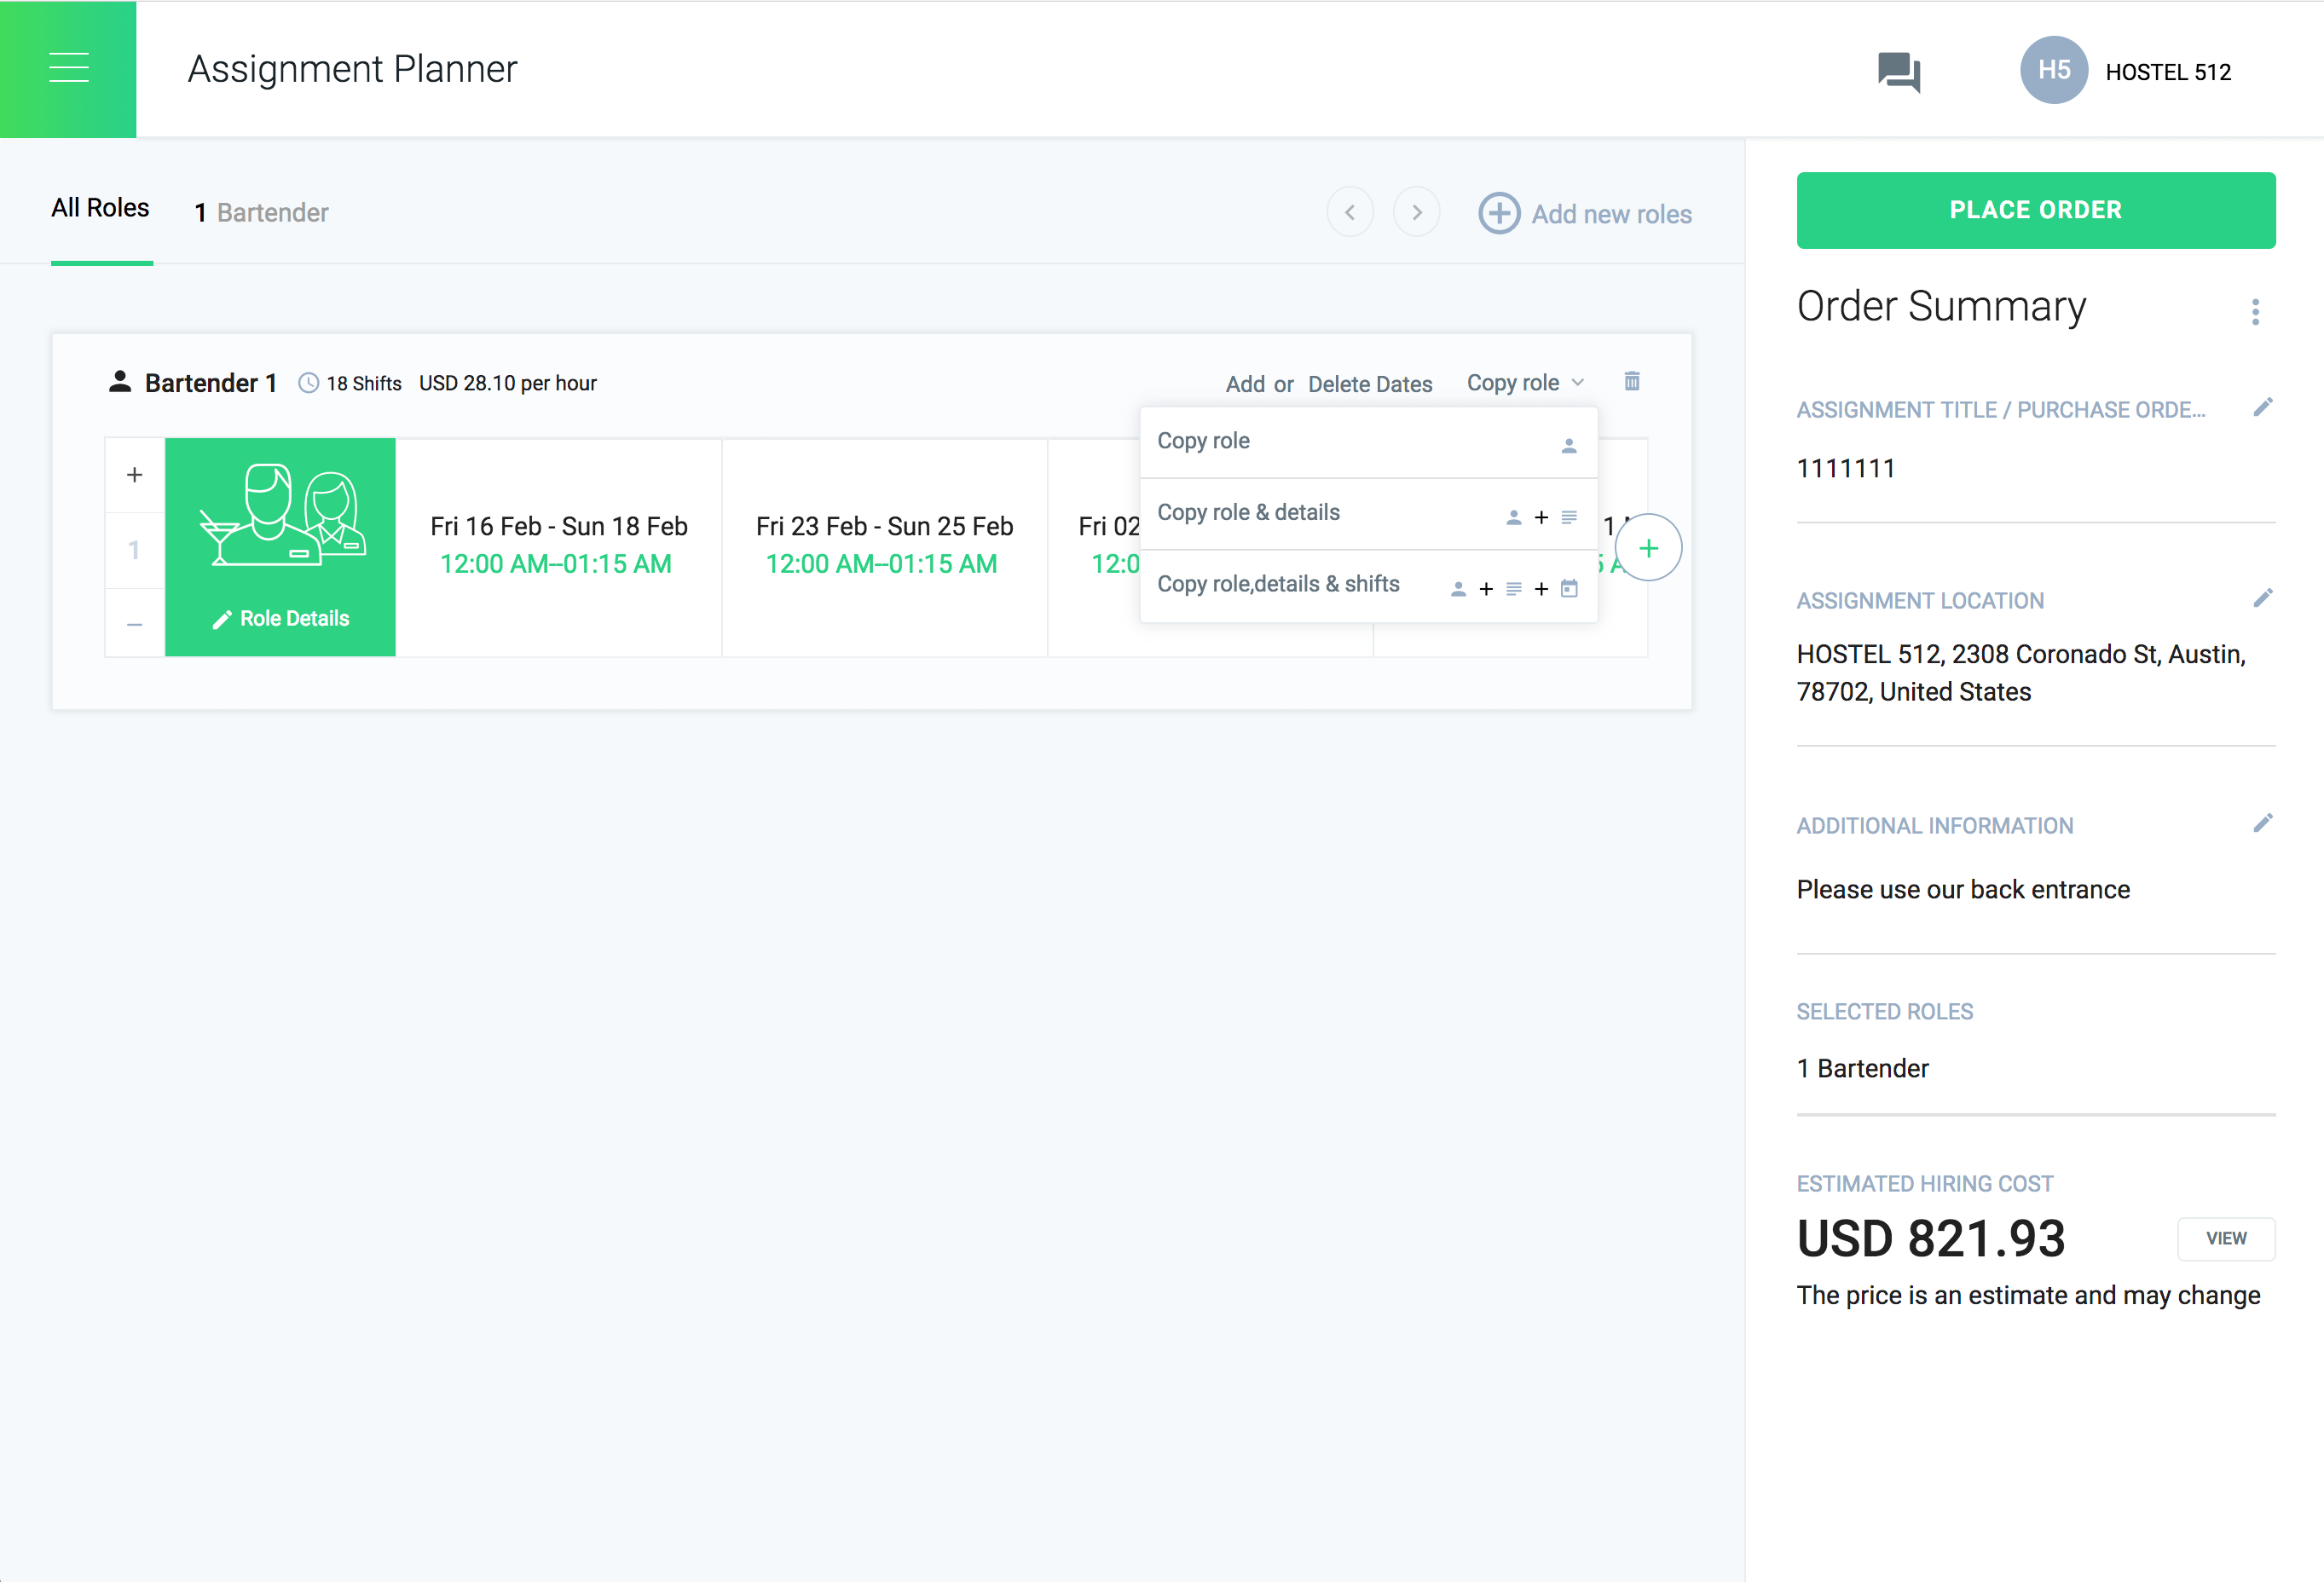 Assignment Planner
H5 HOSTEL 512
All Roles
1 Bartender
Add new roles
Bartender 1
18 Shifts
USD 28.10 per hour
Add or Delete Dates
Copy role
Copy role
Copy role & details
+
Copy role,details & shifts
+ +
+
1
–
Role Details
Fri 16 Feb - Sun 18 Feb
12:00 AM--01:15 AM
Fri 23 Feb - Sun 25 Feb
12:00 AM--01:15 AM
Fri 02
12:0
+
PLACE ORDER
Order Summary
ASSIGNMENT TITLE / PURCHASE ORDE...
1111111
ASSIGNMENT LOCATION
HOSTEL 512, 2308 Coronado St, Austin,
78702, United States
ADDITIONAL INFORMATION
Please use our back entrance
SELECTED ROLES
1 Bartender
ESTIMATED HIRING COST
USD 821.93
VIEW
The price is an estimate and may change